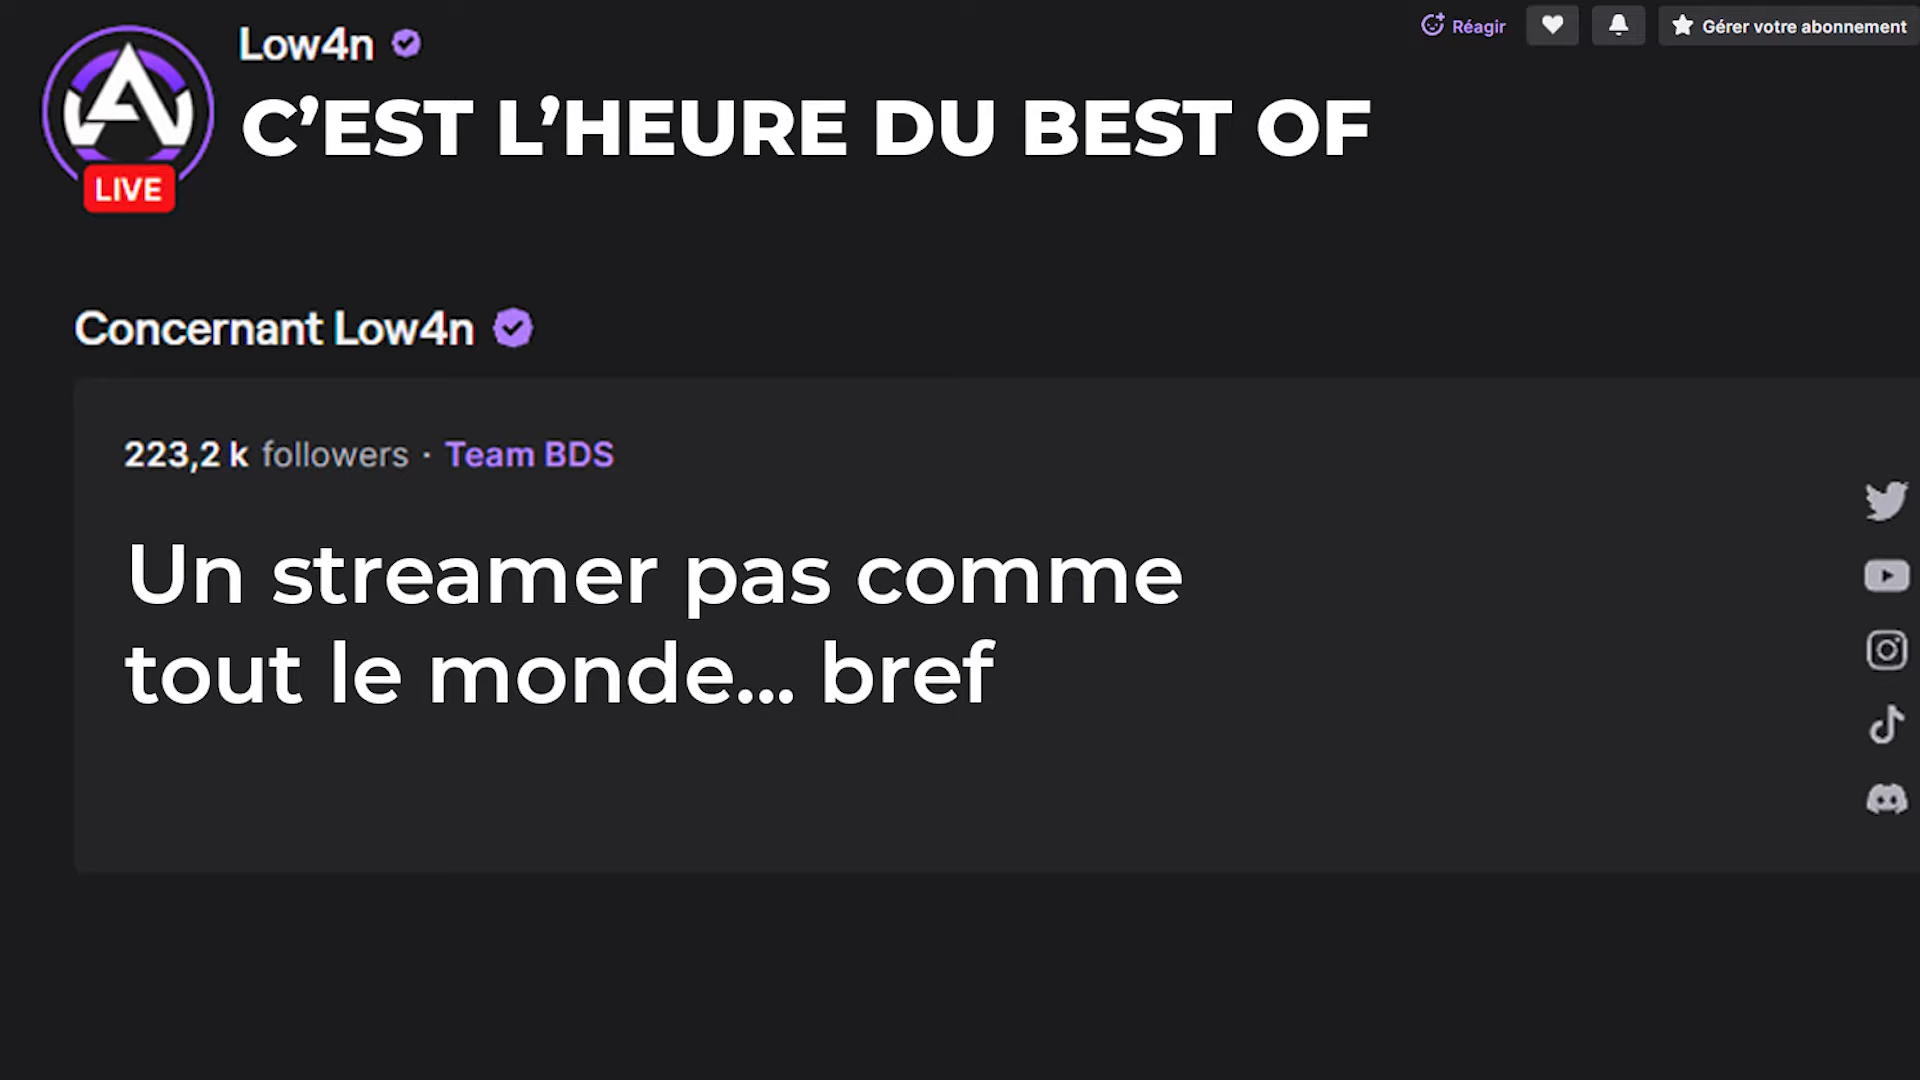 Low4n
Réagir
Gérer votre abonnement
C’EST L’HEURE DU BEST OF
LIVE
Concernant Low4n
223,2 k followers · Team BDS
Un streamer pas comme
tout le monde... bref